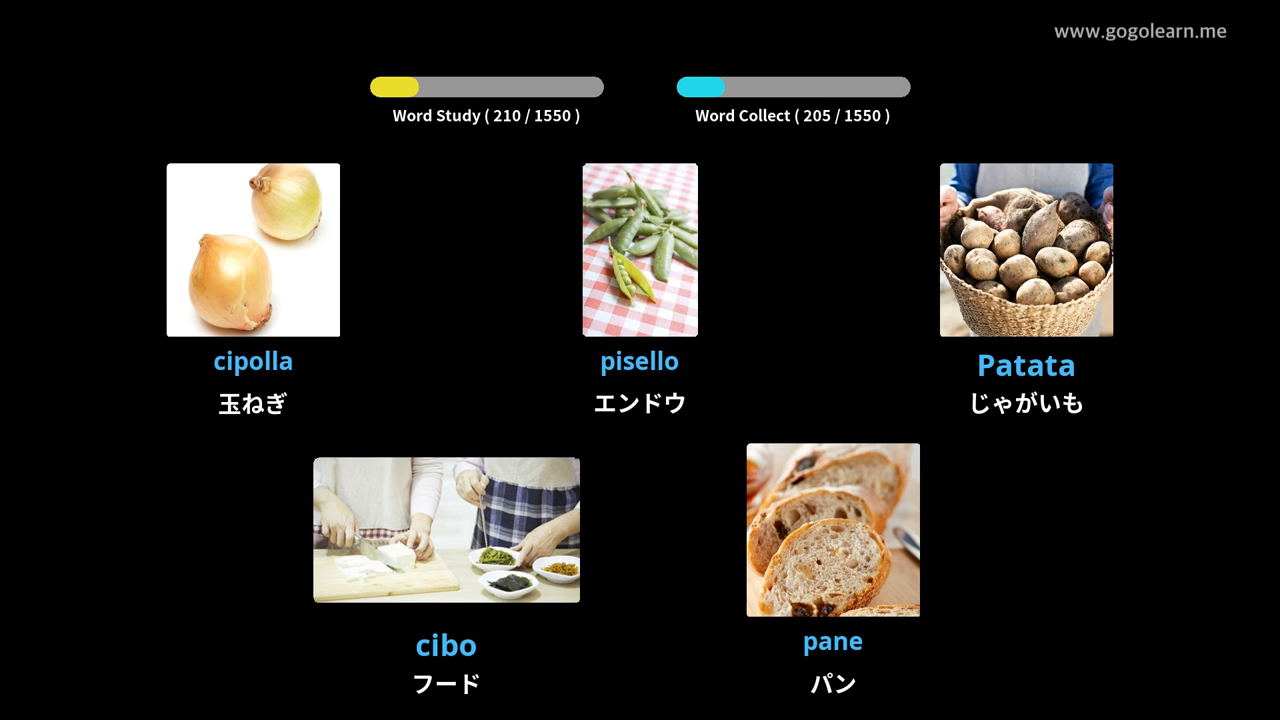 www.gogolearn.me
Word Study ( 210 / 1550 )
Word Collect ( 205 / 1550 )
cipolla
玉ねぎ
pisello
エンドウ
Patata
じゃがいも
cibo
フード
pane
パン